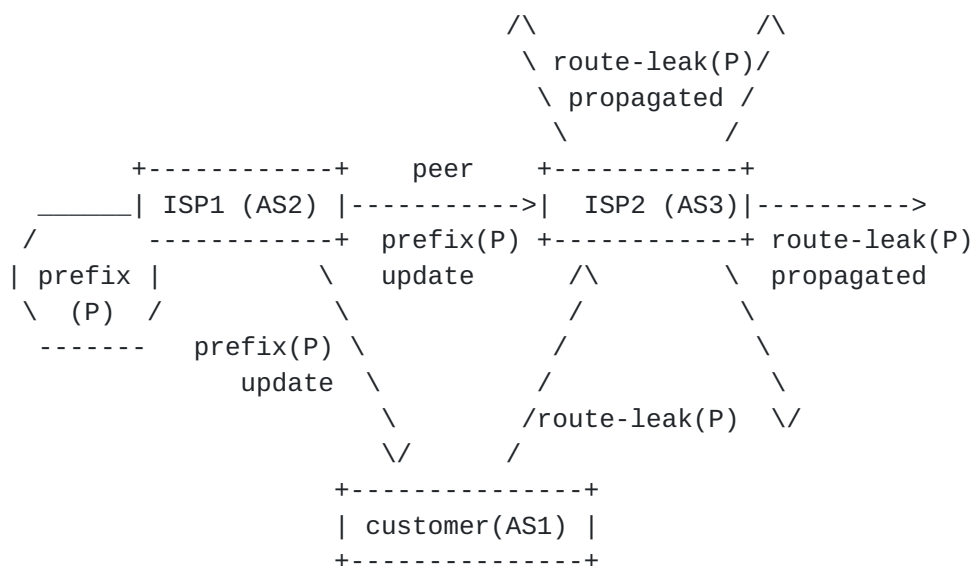 /\              /\
                                  \ route-leak(P)/
                                   \ propagated /
                                    \          /
         +------------+    peer     +------------+
   ______| ISP1 (AS2) |----------->|  ISP2 (AS3)|---------->
  /       ------------+  prefix(P) +------------+ route-leak(P)
 | prefix |          \   update      /\        \  propagated
  \  (P)  /           \              /          \
   -------   prefix(P) \            /            \
                update  \          /              \
                         \        /route-leak(P)  \/
                         \/      /
                      +---------------+
                      | customer(AS1) |
                      +---------------+